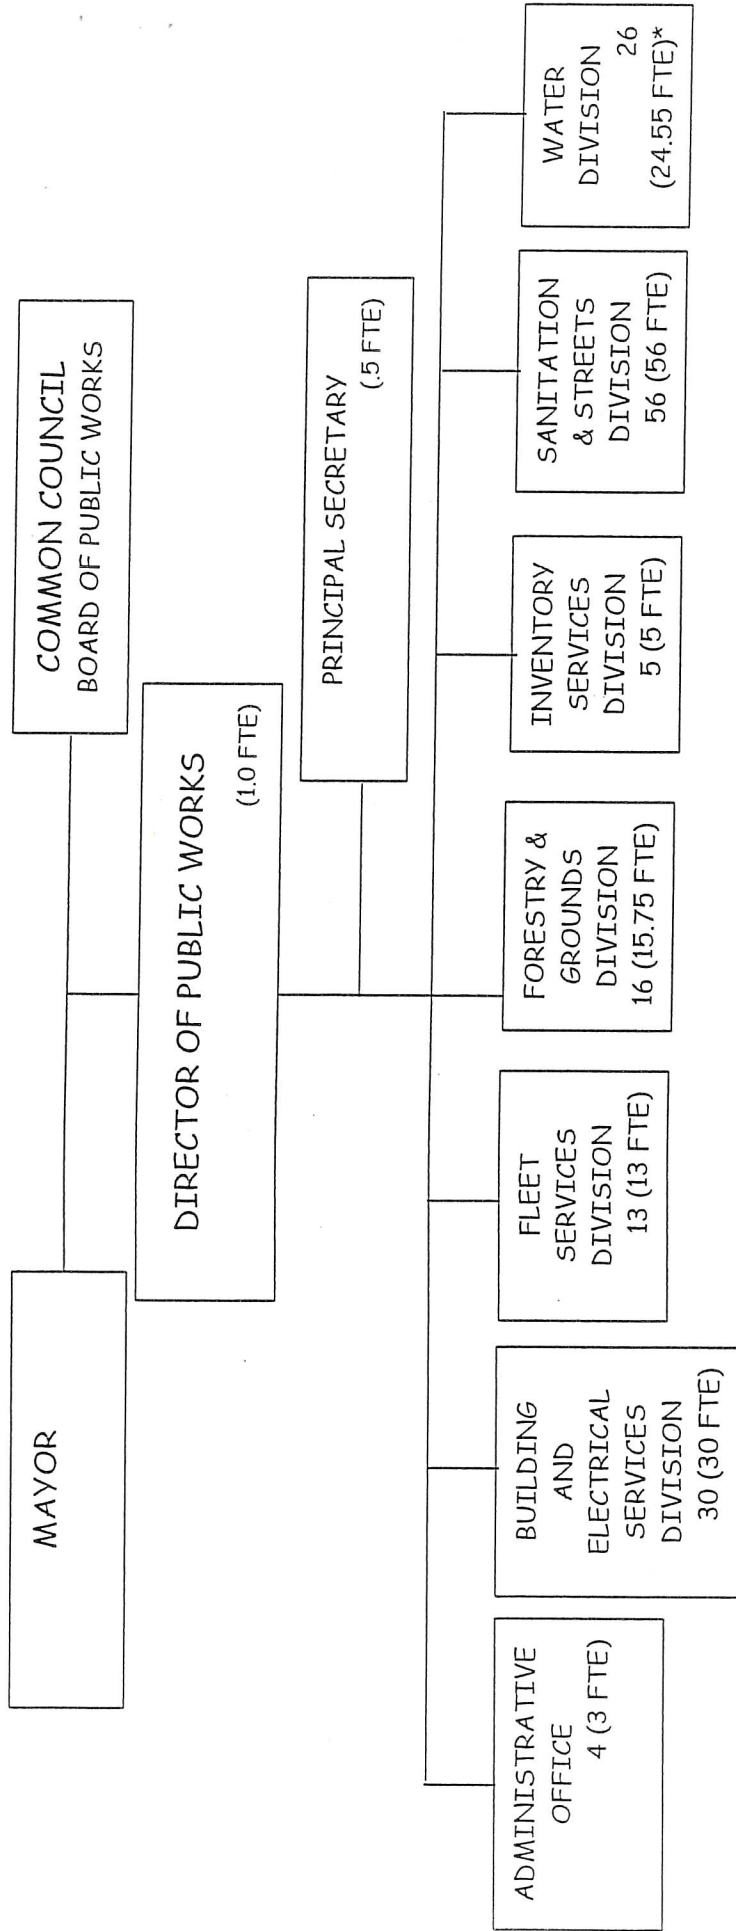 MAYOR
COMMON COUNCIL
BOARD OF PUBLIC WORKS
DIRECTOR OF PUBLIC WORKS
(1.0 FTE)
PRINCIPAL SECRETARY
(.5 FTE)
ADMINISTRATIVE
OFFICE
4 (3 FTE)
BUILDING
AND
ELECTRICAL
SERVICES
DIVISION
30 (30 FTE)
FLEET
SERVICES
DIVISION
13 (13 FTE)
FORESTRY &
GROUNDS
DIVISION
16 (15.75 FTE)
INVENTORY
SERVICES
DIVISION
5 (5 FTE)
SANITATION
& STREETS
DIVISION
56 (56 FTE)
WATER
DIVISION
26
(24.55 FTE)*